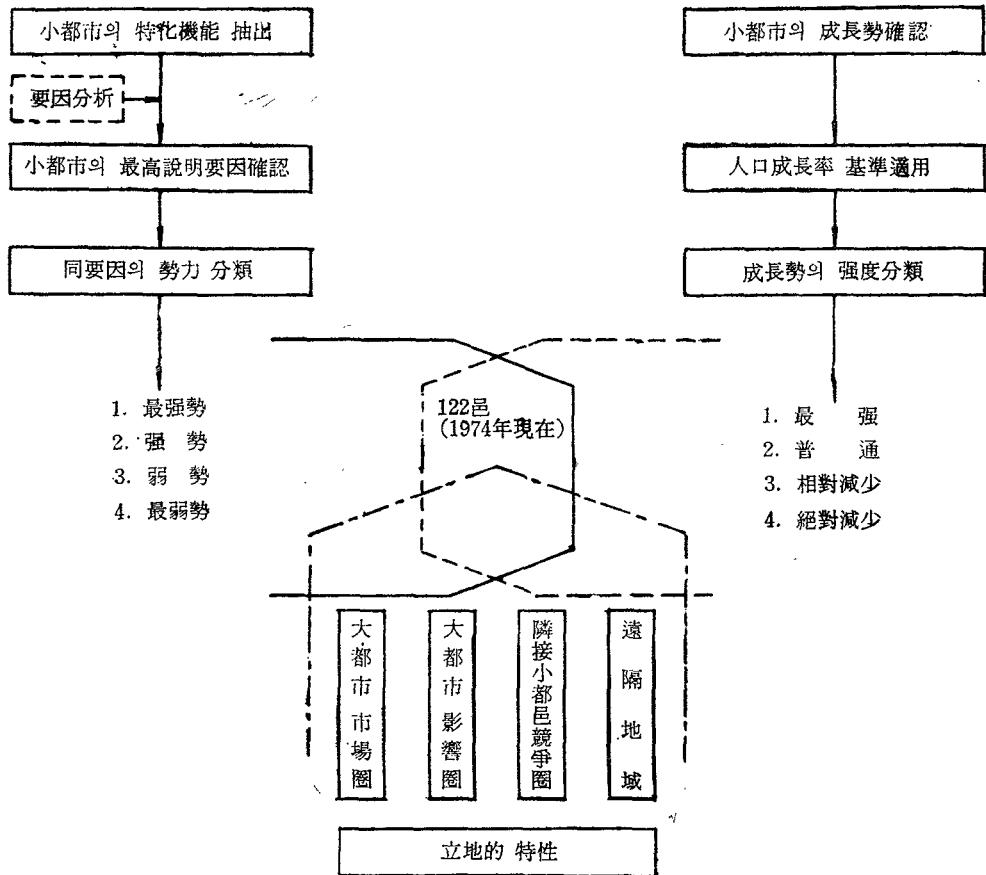 小都市의 特化機能 抽出
要因分析
小都市의 最高說明要因確認
同要因의 勢力 分類
1. 最强勢
2. 强 勢
3. 弱 勢
4. 最弱勢
小都市의 成長勢確認
人口成長率 基準適用
成長勢의 强度分類
1. 最 强
2. 普 通
3. 相對減少
4. 絕對減少
122邑
(1974年現在)
大都市市場圈
大都市影響圈
隣接小都邑競爭圈
遠隔地域
立地的 特性